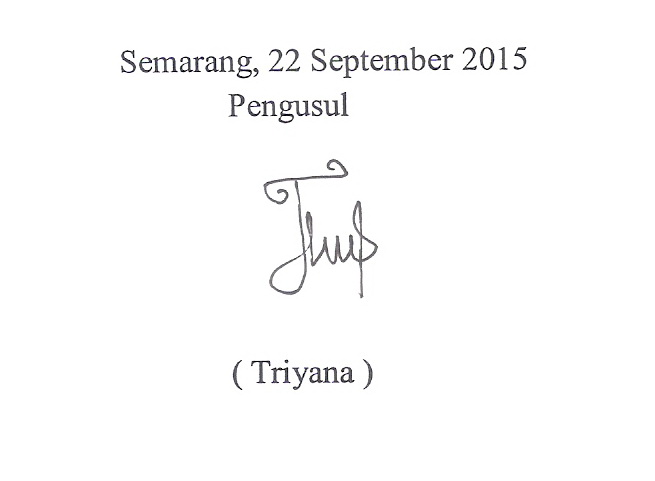 Semarang, 22 September 2015
Pengusul
( Triyana )